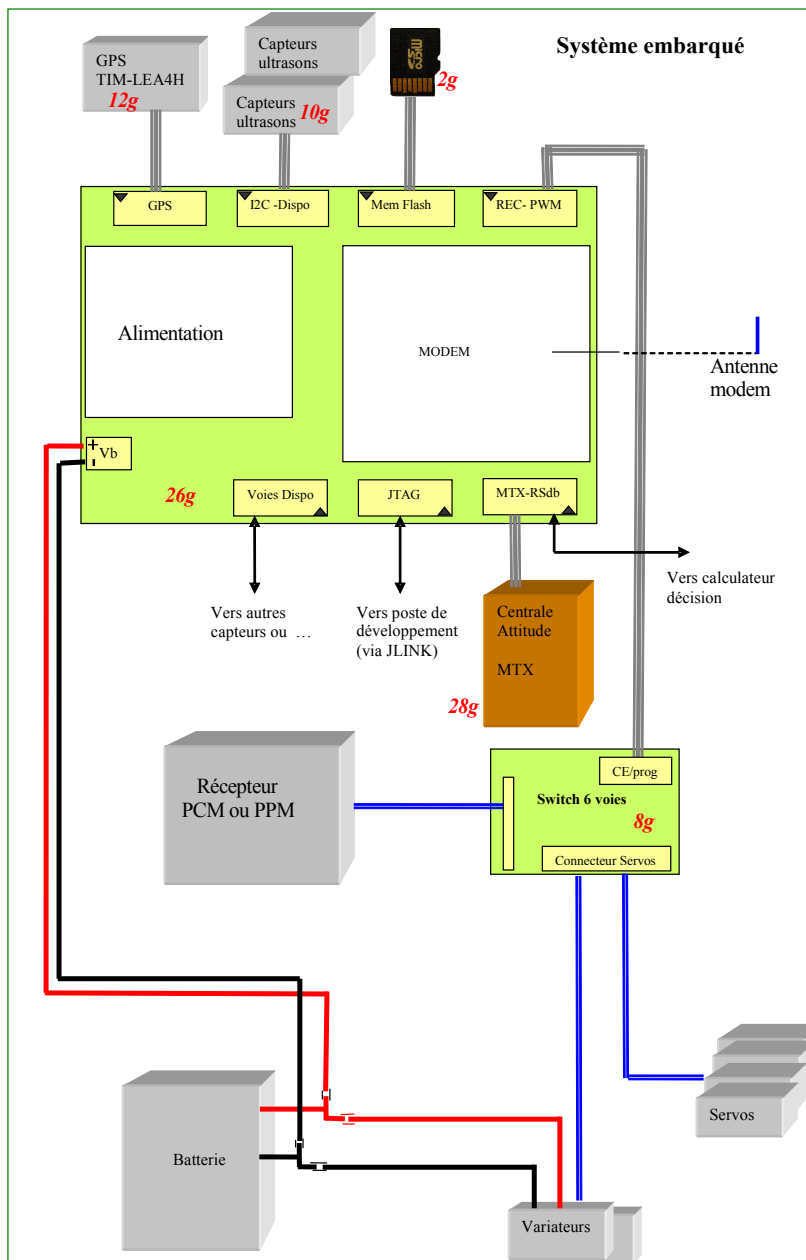 Système embarqué
GPS
TIM-LEA4H
12g
Capteurs
ultrasons
Capteurs
ultrasons
10g
MICRO
2g
GPS
I2C -Dispo
Mem Flash
REC- PWM
Alimentation
MODEM
Antenne
modem
+
-
Vb
26g
Voies Dispo
JTAG
MTX-RSdb
Vers autres
capteurs ou …
Vers poste de
développement
(via JLINK)
Vers calculateur
décision
Centrale
Attitude
MTX
28g
Récepteur
PCM ou PPM
CE/prog
Switch 6 voies
8g
Connecteur Servos
Servos
Batterie
Variateurs